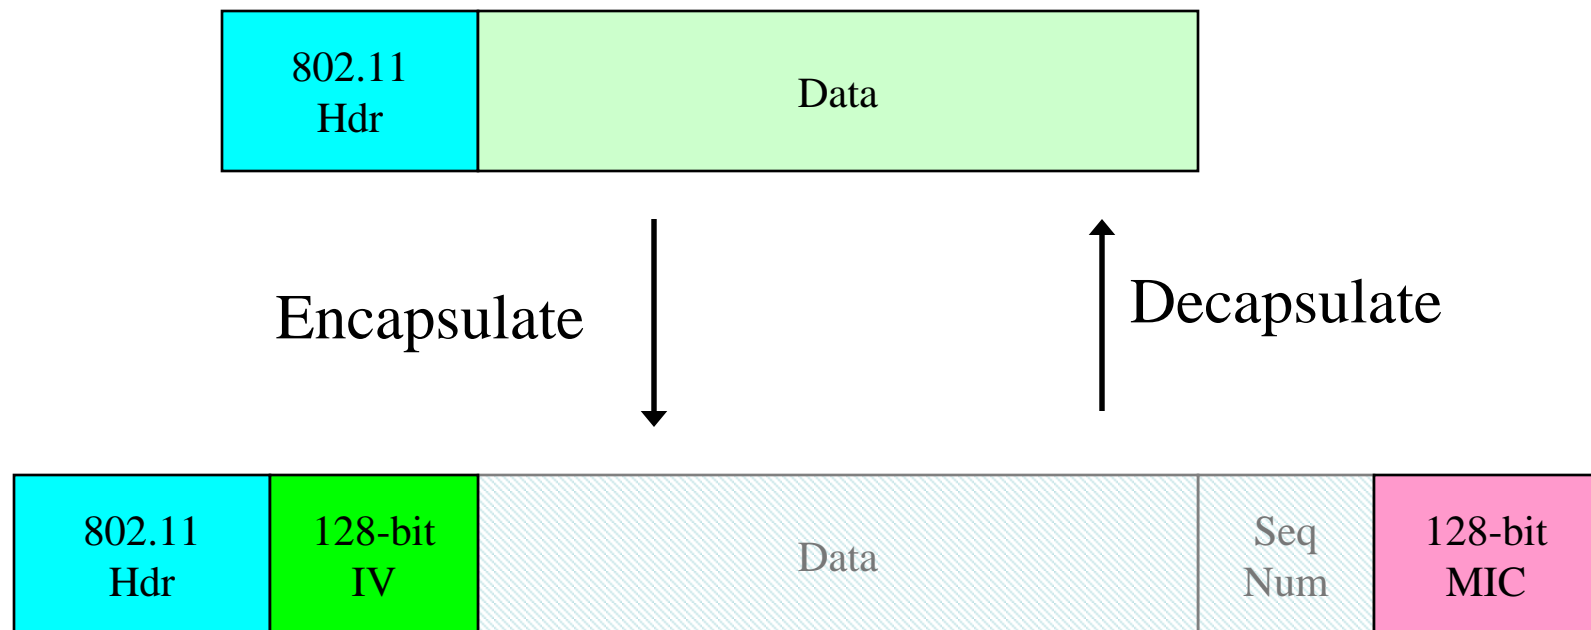 802.11
Hdr
Data
Encapsulate
Decapsulate
802.11
Hdr
128-bit
IV
Data
Seq
Num
128-bit
MIC